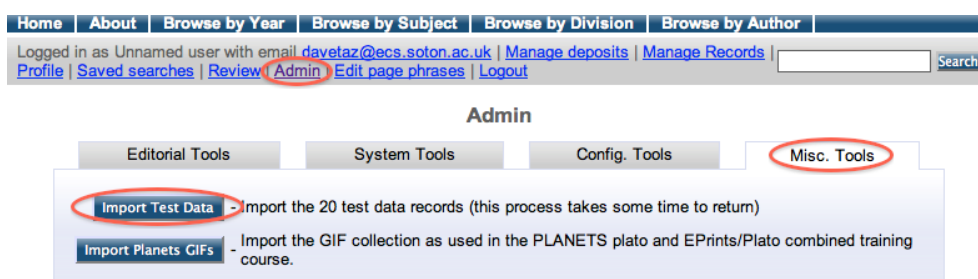 Home | About | Browse by Year | Browse by Subject | Browse by Division | Browse by Author |
Logged in as Unnamed user with email davetaz@ecs.soton.ac.uk | Manage deposits | Manage Records |
Profile | Saved searches | Review | Admin | Edit page phrases | Logout
Search
Admin
Editorial Tools System Tools Config. Tools Misc. Tools
Import Test Data - Import the 20 test data records (this process takes some time to return)
Import Planets GIFs - Import the GIF collection as used in the PLANETS plato and EPrints/Plato combined training
course.